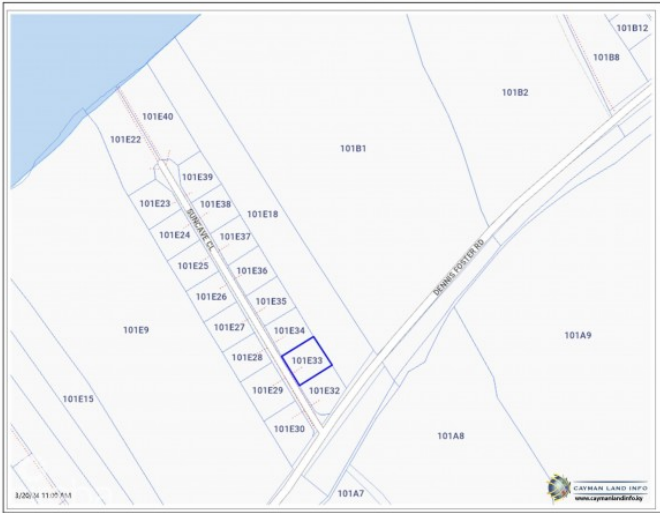 101B12
101B8
101B2
101E40
101E22
101B1
101E39
101E23
101E38
101E18
101E24
SUNCAVE CL
101E37
101E25
101E36
DENNIS FOSTER RD
101E26
101E35
101E9
101E27
101E34
101A9
101E28
101E33
101E29
101E32
101E15
101E30
101A8
101A7
CAYMAN LAND INFO
www.caymanlandinfo.ky